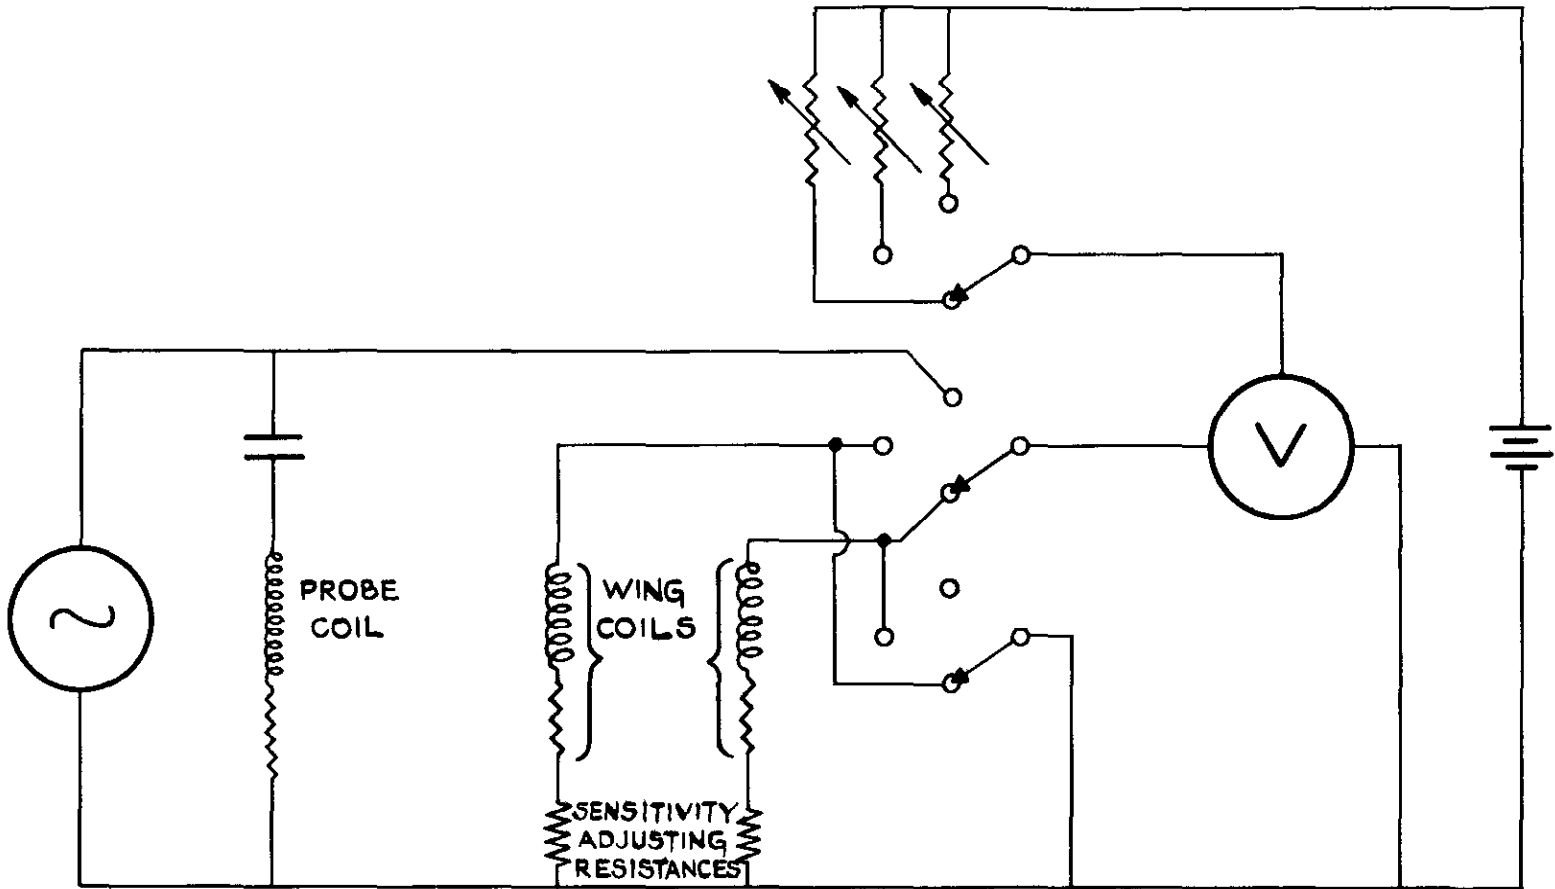 PROBE
COIL
WING
COILS
V
SENSITIVITY
ADJUSTING
RESISTANCES